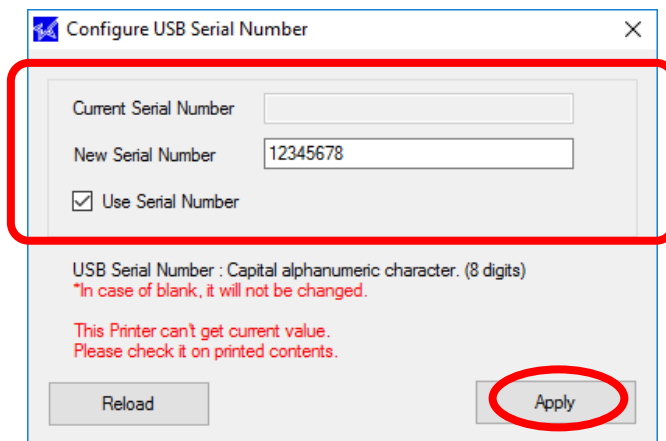 Configure USB Serial Number
Current Serial Number
New Serial Number 12345678
Use Serial Number
USB Serial Number : Capital alphanumeric character. (8 digits)
*In case of blank, it will not be changed.
This Printer can't get current value.
Please check it on printed contents.
Reload Apply